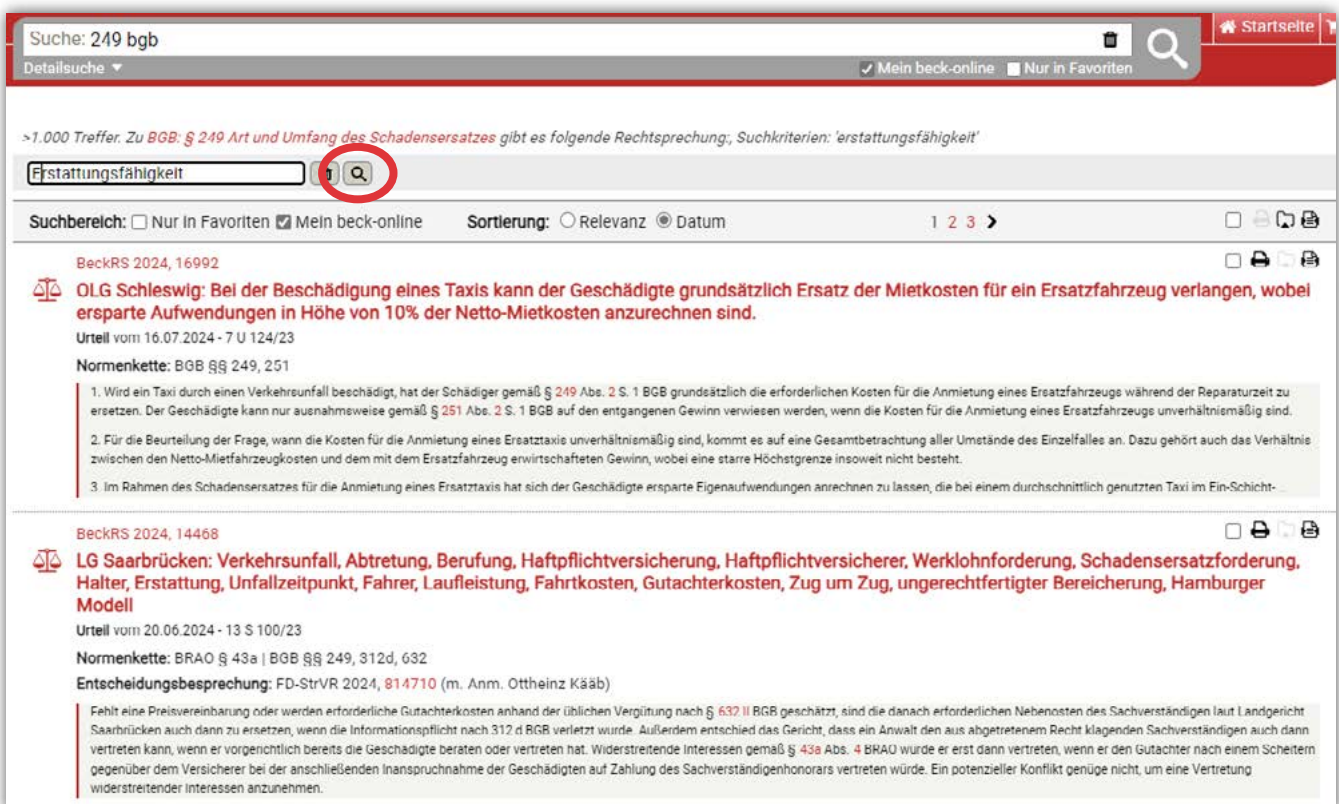 Startseite
Suche: 249 bgb
Detailsuche
Mein beck-online Nur in Favoriten
>1.000 Treffer. Zu BGB: § 249 Art und Umfang des Schadensersatzes gibt es folgende Rechtsprechung:, Suchkriterien: 'erstattungsfähigkeit'
Erstattungsfähigkeit
Suchbereich: Nur in Favoriten Mein beck-online Sortierung: Relevanz Datum 1 2 3
BeckRS 2024, 16992
OLG Schleswig: Bei der Beschädigung eines Taxis kann der Geschädigte grundsätzlich Ersatz der Mietkosten für ein Ersatzfahrzeug verlangen, wobei
ersparte Aufwendungen in Höhe von 10% der Netto-Mietkosten anzurechnen sind.
Urteil vom 16.07.2024 - 7 U 124/23
Normenkette: BGB §§ 249, 251
1. Wird ein Taxi durch einen Verkehrsunfall beschädigt, hat der Schädiger gemäß § 249 Abs. 2 S. 1 BGB grundsätzlich die erforderlichen Kosten für die Anmietung eines Ersatzfahrzeugs während der Reparaturzeit zu
ersetzen. Der Geschädigte kann nur ausnahmsweise gemäß § 251 Abs. 2 S. 1 BGB auf den entgangenen Gewinn verwiesen werden, wenn die Kosten für die Anmietung eines Ersatzfahrzeugs unverhältnismäßig sind.
2. Für die Beurteilung der Frage, wann die Kosten für die Anmietung eines Ersatztaxis unverhältnismäßig sind, kommt es auf eine Gesamtbetrachtung aller Umstände des Einzelfalles an. Dazu gehört auch das Verhältnis
zwischen den Netto-Mietfahrzeugkosten und dem mit dem Ersatzfahrzeug erwirtschafteten Gewinn, wobei eine starre Höchstgrenze insoweit nicht besteht.
3. Im Rahmen des Schadensersatzes für die Anmietung eines Ersatztaxis hat sich der Geschädigte ersparte Eigenaufwendungen anrechnen zu lassen, die bei einem durchschnittlich genutzten Taxi im Ein-Schicht-...
BeckRS 2024, 14468
LG Saarbrücken: Verkehrsunfall, Abtretung, Berufung, Haftpflichtversicherung, Haftpflichtversicherer, Werklohnforderung, Schadensersatzforderung,
Halter, Erstattung, Unfallzeitpunkt, Fahrer, Laufleistung, Fahrtkosten, Gutachterkosten, Zug um Zug, ungerechtfertigter Bereicherung, Hamburger
Modell
Urteil vom 20.06.2024 - 13 S 100/23
Normenkette: BRAO § 43a | BGB §§ 249, 312d, 632
Entscheidungsbesprechung: FD-StrVR 2024, 814710 (m. Anm. Ottheinz Kääb)
Fehlt eine Preisvereinbarung oder werden erforderliche Gutachterkosten anhand der üblichen Vergütung nach § 632 II BGB geschätzt, sind die danach erforderlichen Nebenosten des Sachverständigen laut Landgericht
Saarbrücken auch dann zu ersetzen, wenn die Informationspflicht nach 312 d BGB verletzt wurde. Außerdem entschied das Gericht, dass ein Anwalt den aus abgetretenem Recht klagenden Sachverständigen auch dann
vertreten kann, wenn er vorgerichtlich bereits die Geschädigte beraten oder vertreten hat. Widerstreitende Interessen gemäß § 43a Abs. 4 BRAO würde er erst dann vertreten, wenn er den Gutachter nach einem Scheitern
gegenüber dem Versicherer bei der anschließenden Inanspruchnahme der Geschädigten auf Zahlung des Sachverständigenhonorars vertreten würde. Ein potenzieller Konflikt genüge nicht, um eine Vertretung
widerstreitender Interessen anzunehmen.